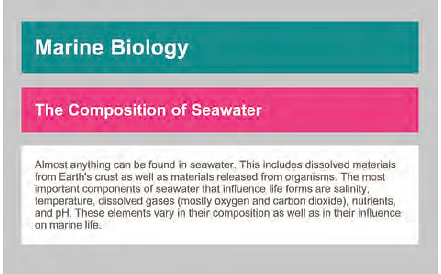 Marine Biology
The Composition of Seawater
Almost anything can be found in seawater. This includes dissolved materials
from Earth's crust as well as materials released from organisms. The most
important components of seawater that influence life forms are salinity,
temperature, dissolved gases (mostly oxygen and carbon dioxide), nutrients,
and pH. These elements vary in their composition as well as in their influence
on marine life.